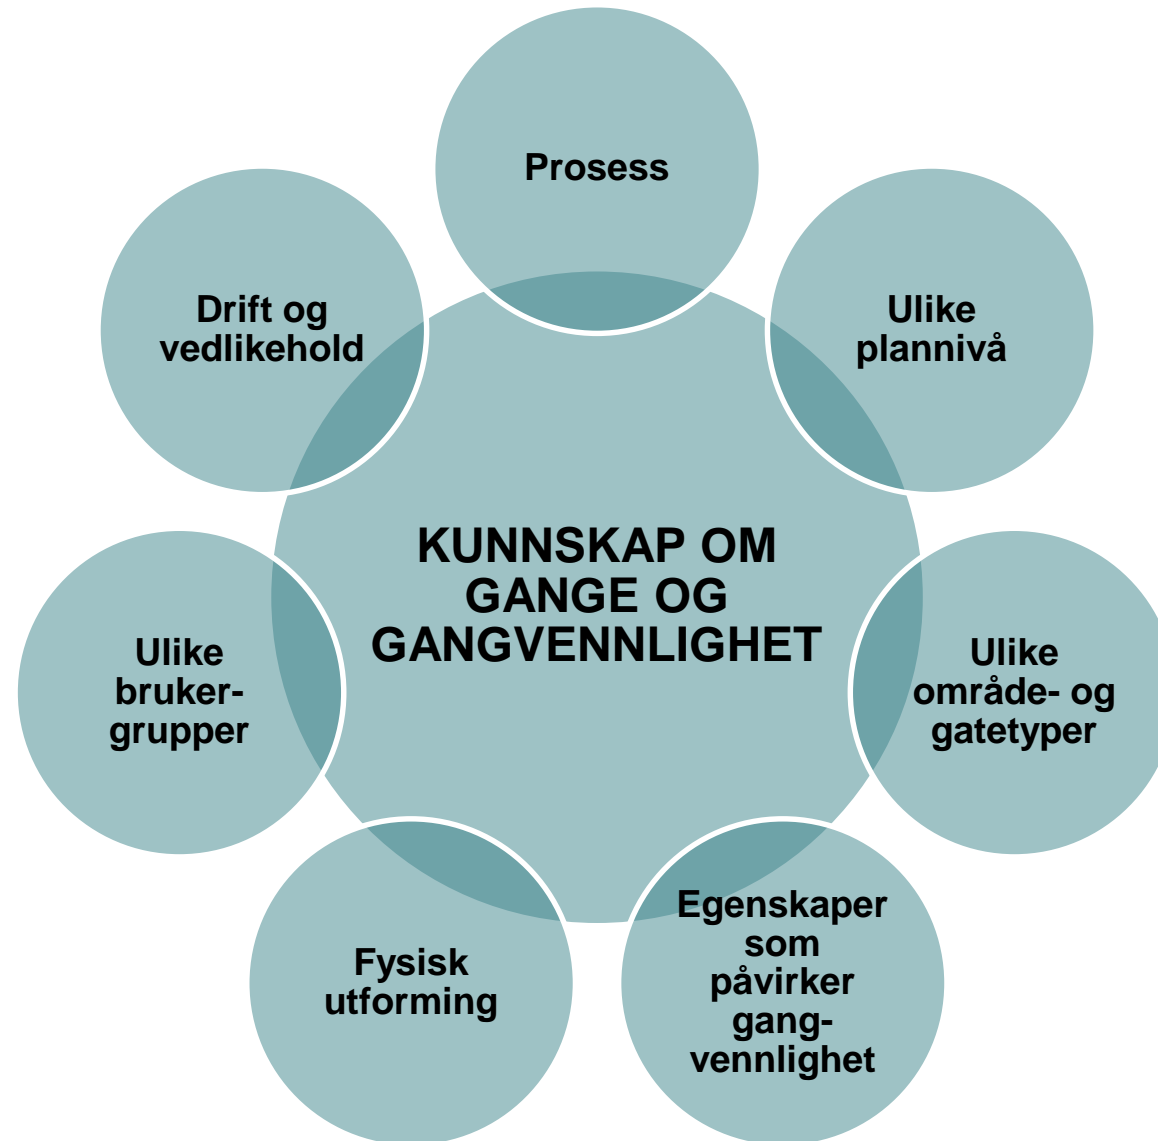 Prosess
Drift og
vedlikehold
Ulike
plannivå
KUNNSKAP OM
GANGE OG
GANGVENNLIGHET
Ulike
bruker-
grupper
Ulike
område- og
gatetyper
Fysisk
utforming
Egenskaper
som
påvirker
gang-
vennlighet